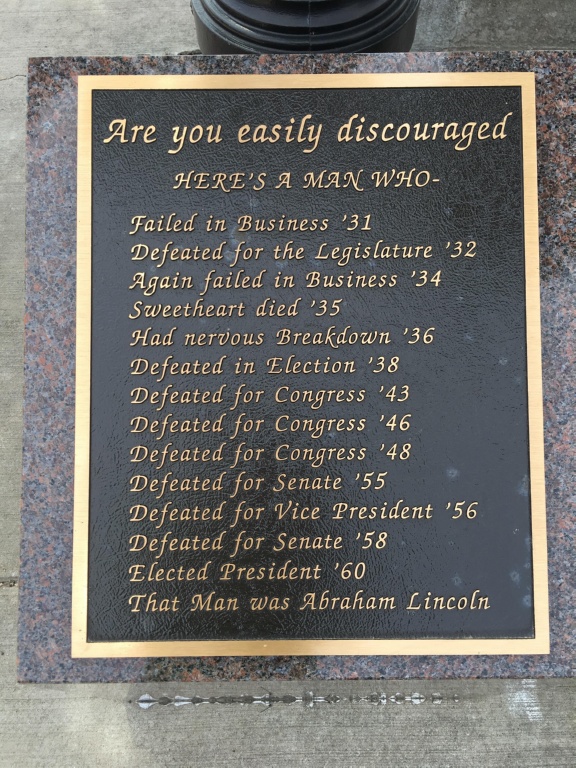 Are you easily discouraged
HERE'S A MAN WHO-
Failed in Business '31
Defeated for the Legislature '32
Again failed in Business '34
Sweetheart died '35
Had nervous Breakdown '36
Defeated in Election '38
Defeated for Congress '43
Defeated for Congress '46
Defeated for Congress '48
Defeated for Senate '55
Defeated for Vice President '56
Defeated for Senate '58
Elected President '60
That Man was Abraham Lincoln